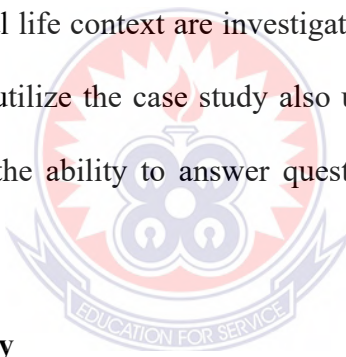 l life context are investigat
utilize the case study also u
the ability to answer quest
EDUCATION FOR SERVICE
y